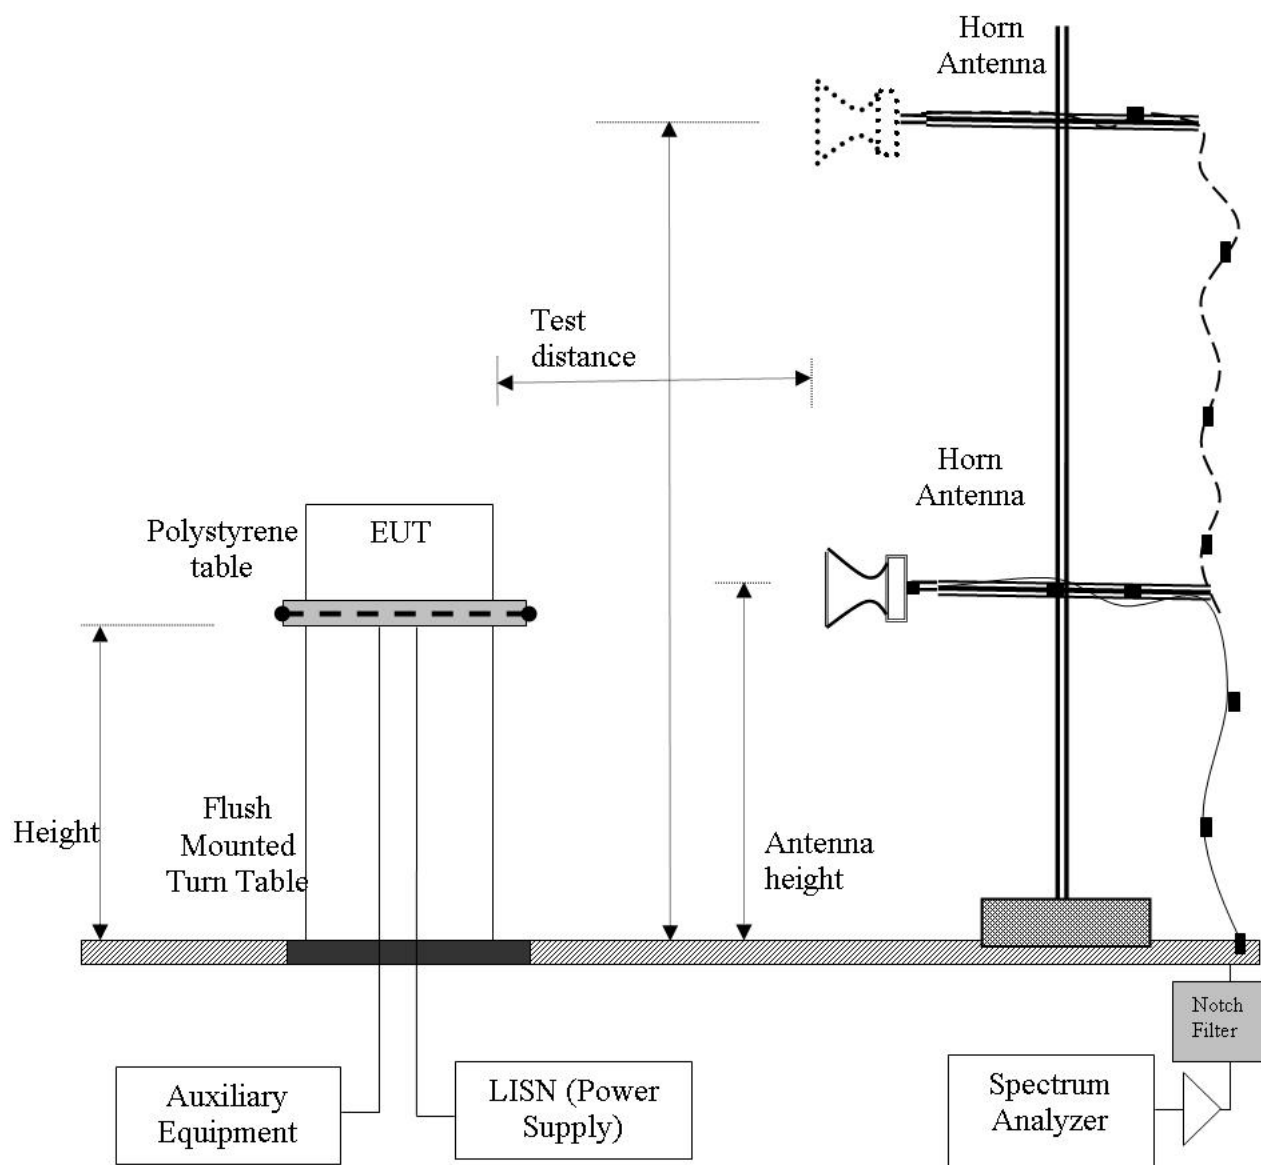 Horn
Antenna
Test
distance
Horn
Antenna
Polystyrene
table
EUT
Height
Flush
Mounted
Turn Table
Antenna
height
Notch
Filter
Auxiliary
Equipment
LISN (Power
Supply)
Spectrum
Analyzer